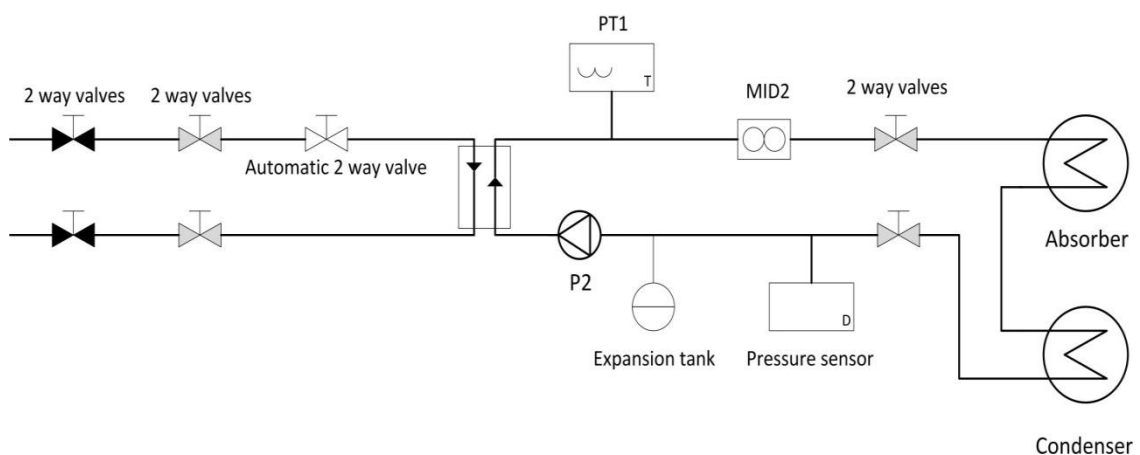 PT1
T
2 way valves
2 way valves
MID2
2 way valves
Automatic 2 way valve
Absorber
P2
D
Expansion tank
Pressure sensor
Condenser